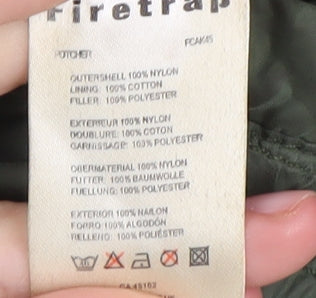 Firetrap
POTCHER FCAK45
OUTERSHELL 100% NYLON
LINING: 100% COTTON
FILLER: 100% POLYESTER
EXTERIEUR 100% NYLON
DOUBLURE: 100% COTON
GARNISSAGE: 100% POLYESTER
OBERMATERIAL 100% NYLON
FUTTER: 100% BAUMWOLLE
FUELLUNG: 100% POLYESTER
EXTERIOR 100% NAILON
FORRO 100% ALGODÓN
RELLENO: 100% POLIÉSTER